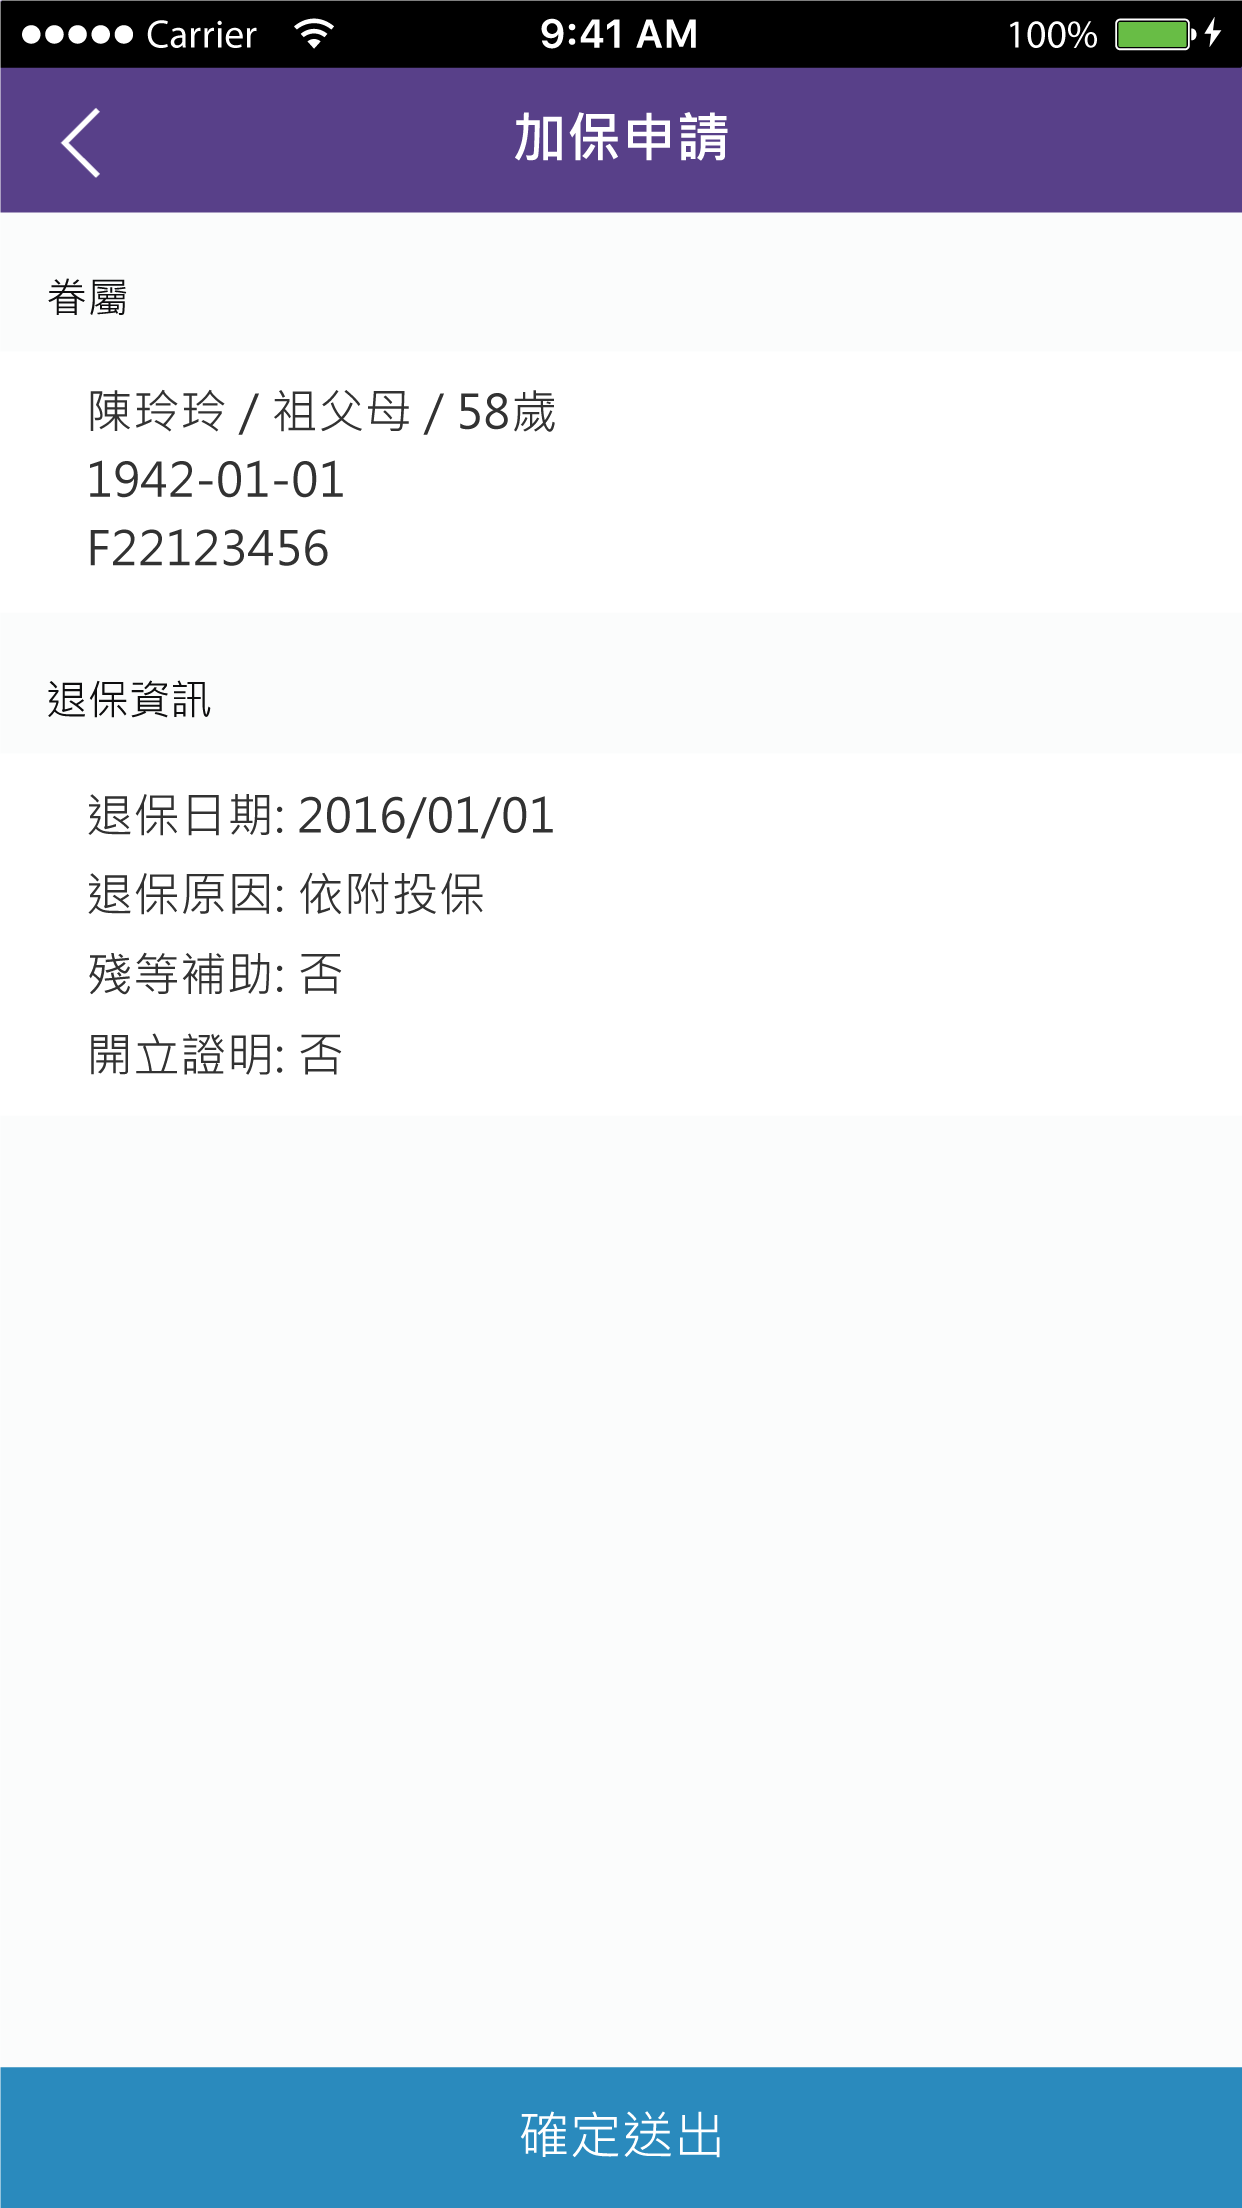 Carrier 9:41 AM 100%
加保申請
眷屬
陳玲玲 / 祖父母 / 58歲
1942-01-01
F22123456
退保資訊
退保日期: 2016/01/01
退保原因: 依附投保
殘等補助: 否
開立證明: 否
確定送出